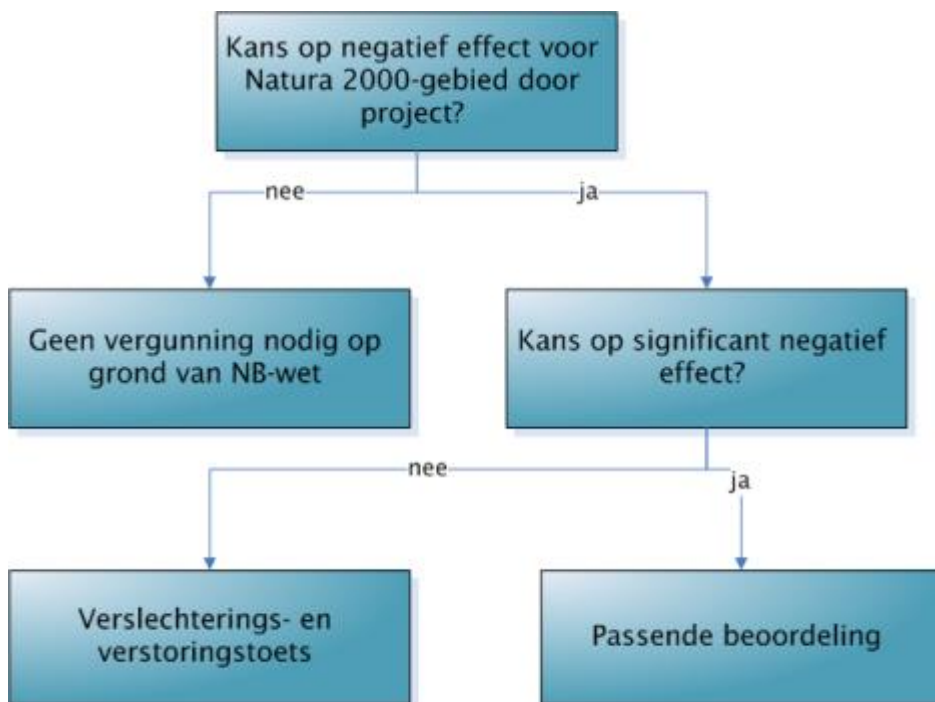 Kans op negatief effect voor
Natura 2000-gebied door
project?
nee
ja
Geen vergunning nodig op
grond van NB-wet
Kans op significant negatief
effect?
nee
ja
Verslechterings- en
verstoringstoets
Passende beoordeling